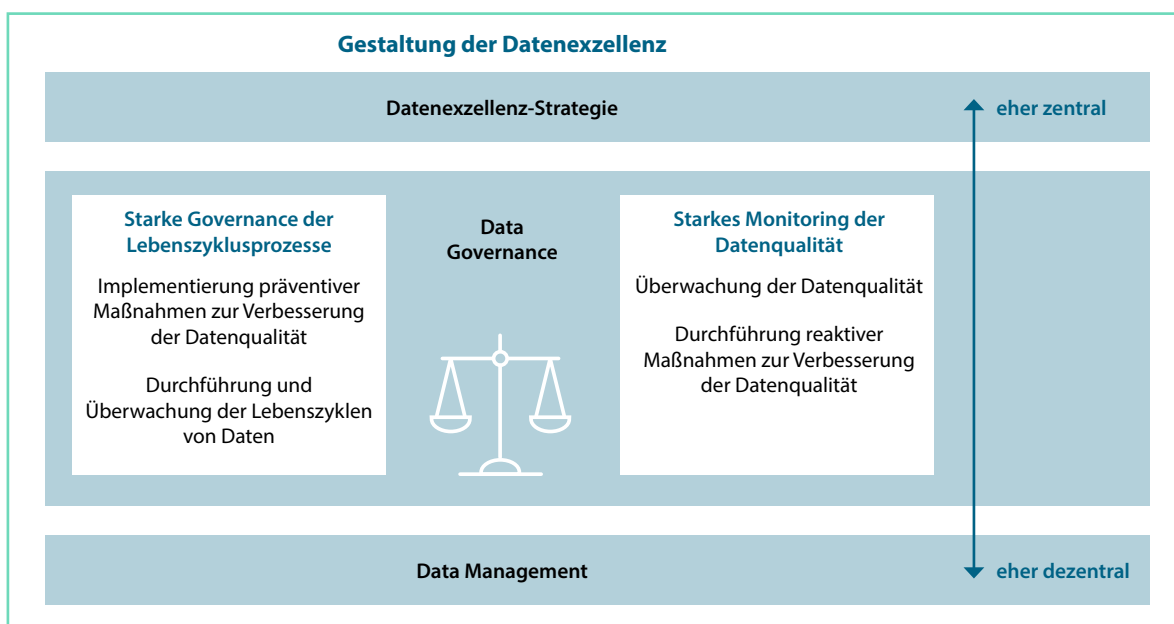 Gestaltung der Datenexzellenz
Datenexzellenz-Strategie
eher zentral
Starke Governance der
Lebenszyklusprozesse
Implementierung präventiver
Maßnahmen zur Verbesserung
der Datenqualität
Durchführung und
Überwachung der Lebenszyklen
von Daten
Data
Governance
Starkes Monitoring der
Datenqualität
Überwachung der Datenqualität
Durchführung reaktiver
Maßnahmen zur Verbesserung
der Datenqualität
Data Management
eher dezentral